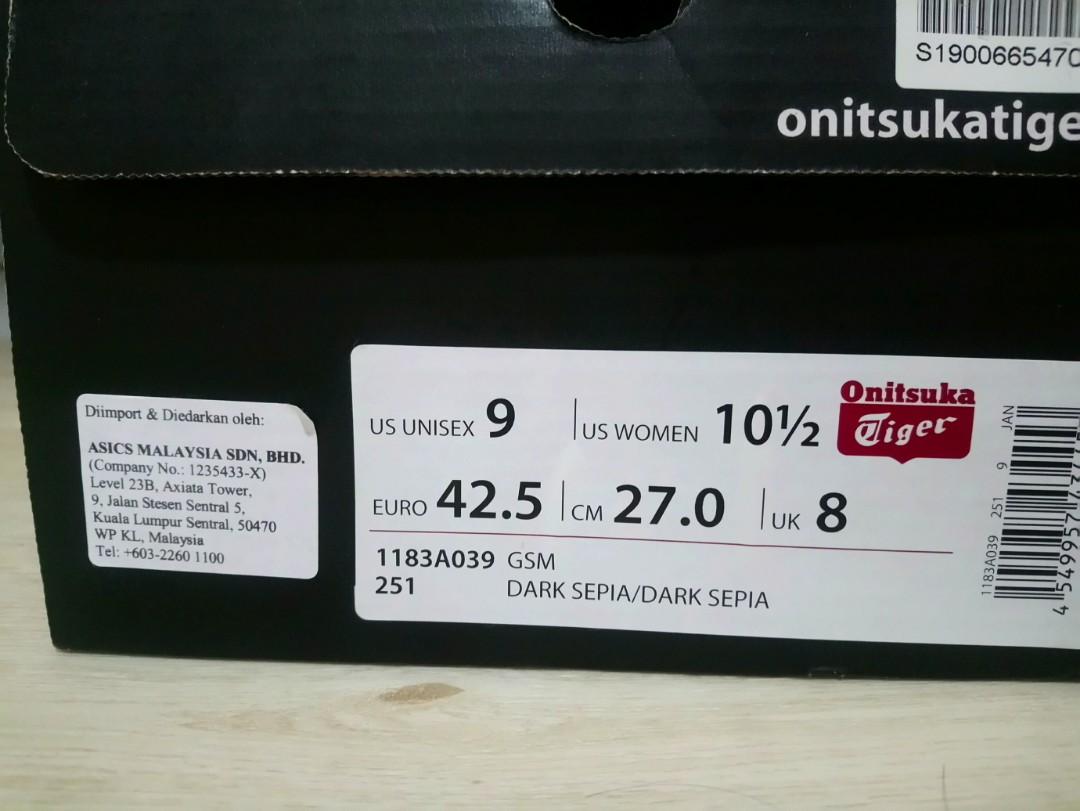 S190066547
onitsukatige
Diimport & Diedarkan oleh:
ASICS MALAYSIA SDN, BHD.
(Company No.: 1235433-X)
Level 23B, Axiata Tower,
9, Jalan Stesen Sentral 5,
Kuala Lumpur Sentral, 50470
WP KL, Malaysia
Tel: +603-2260 1100
US UNISEX 9 US WOMEN 10½
Onitsuka
Tiger
EURO 42.5 CM 27.0 UK 8
1183A039 GSM
251 DARK SEPIA/DARK SEPIA
1183A039 251 9 JAN